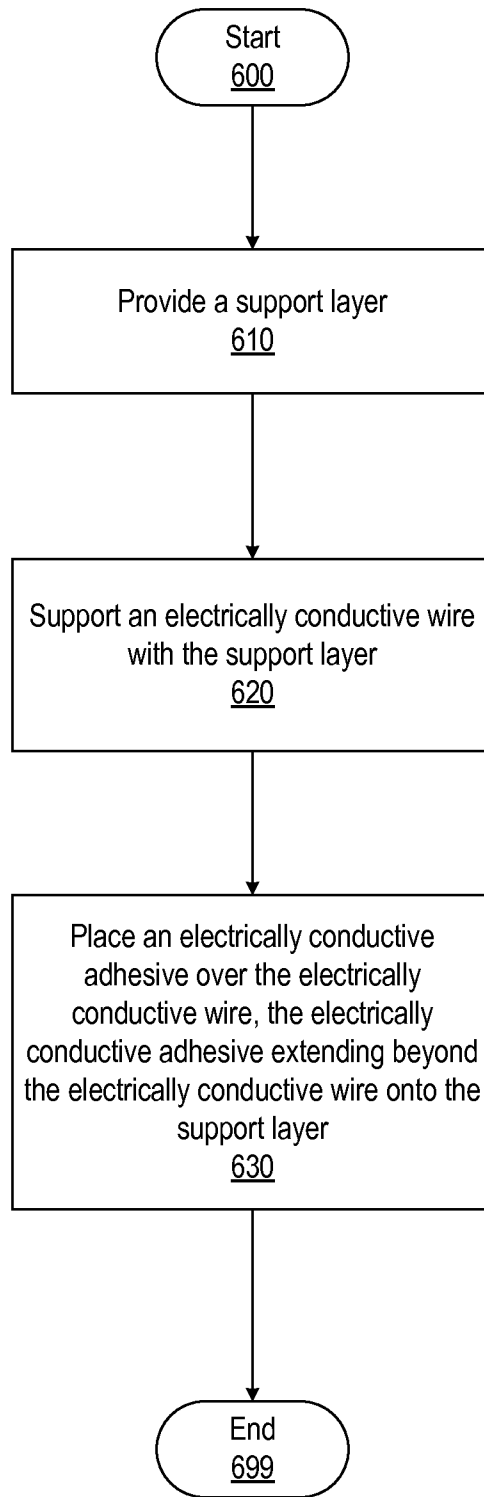 Start
600
Provide a support layer
610
Support an electrically conductive wire
with the support layer
620
Place an electrically conductive
adhesive over the electrically
conductive wire, the electrically
conductive adhesive extending beyond
the electrically conductive wire onto the
support layer
630
End
699